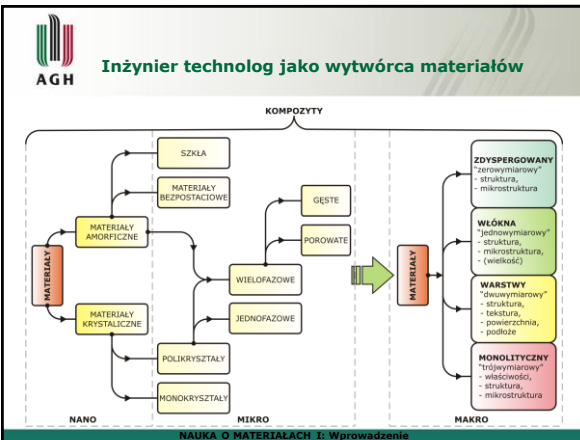 AGH
Inżynier technolog jako wytwórca materiałów
KOMPOZYTY
SZKŁA
MATERIAŁY
BEZPOSTACIOWE
MATERIAŁY
AMORFICZNE
MATERIAŁY
MATERIAŁY
KRYSTALICZNE
POLIKRYSZTAŁY
MONOKRYSZTAŁY
GĘSTE
POROWATE
WIELOFAZOWE
JEDNOFAZOWE
MATERIAŁY
ZDYSPERGOWANY
"zerowymiarowy"
- struktura,
- mikrostruktura
WŁÓKNA
"jednowymiarowy"
- struktura,
- mikrostruktura,
- (wielkość)
WARSTWY
"dwuwymiarowy"
- struktura,
- tekstura,
- powierzchnia,
- podłoże
MONOLITYCZNY
"trójwymiarowy"
- właściwości,
- struktura,
- mikrostruktura
NANO
MIKRO
MAKRO
NAUKA O MATERIAŁACH I: Wprowadzenie